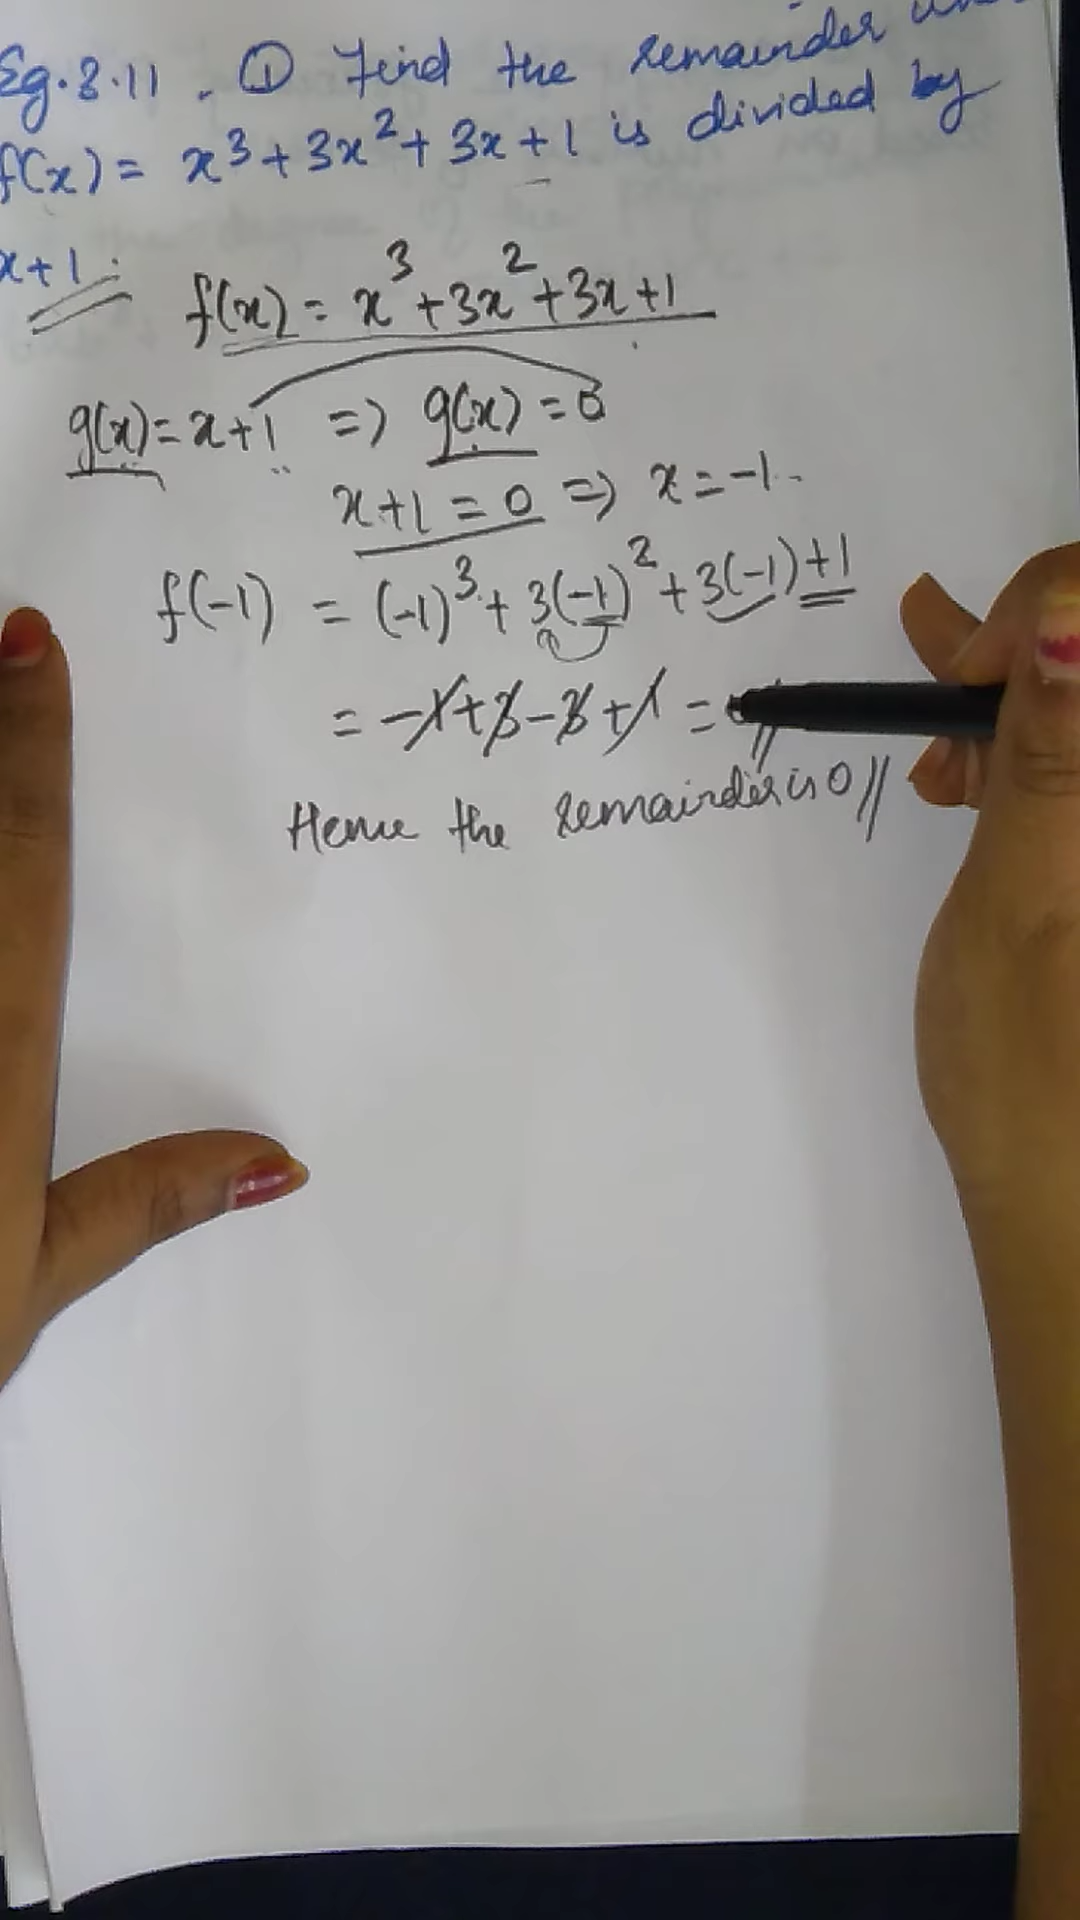 Eg.3.11. ① Find the remainder
f(x) = x³ + 3x² + 3x + 1 is divided by
x+1.
f(x) = x³ + 3x² + 3x + 1
g(x) = x+1 => g(x) = 0
x+1 = 0 => x = -1.
f(-1) = (-1)³ + 3(-1)² + 3(-1) + 1
= -1 + 3 - 3 + 1 =
Hence the remainder is 0 //